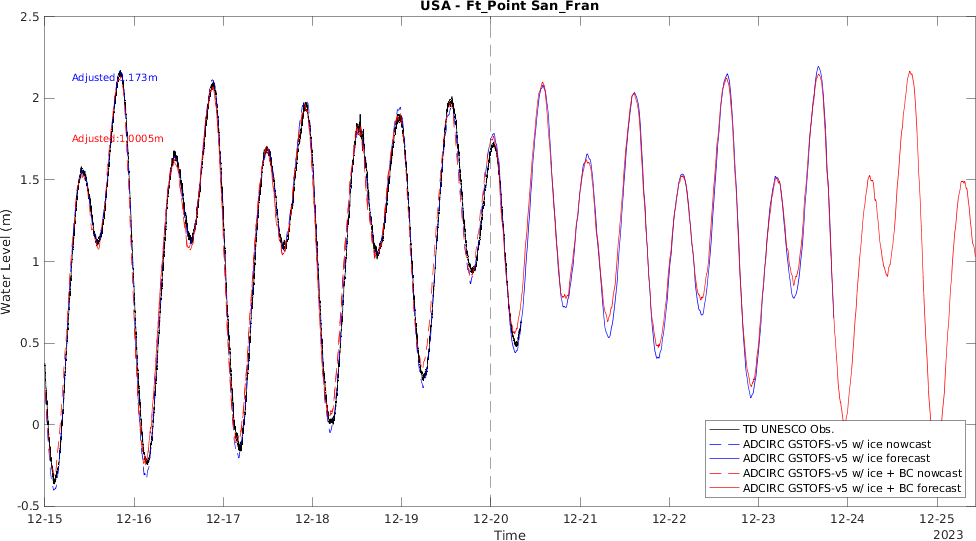 USA - Ft_Point San_Fran
2.5
2
1.5
1
0.5
0
-0.5
Water Level (m)
Adjusted .173m
Adjusted:1.0005m
TD UNESCO Obs.
ADCIRC GSTOFS-v5 w/ ice nowcast
ADCIRC GSTOFS-v5 w/ ice forecast
ADCIRC GSTOFS-v5 w/ ice + BC nowcast
ADCIRC GSTOFS-v5 w/ ice + BC forecast
12-15 12-16 12-17 12-18 12-19 12-20 12-21 12-22 12-23 12-24 12-25
Time
2023